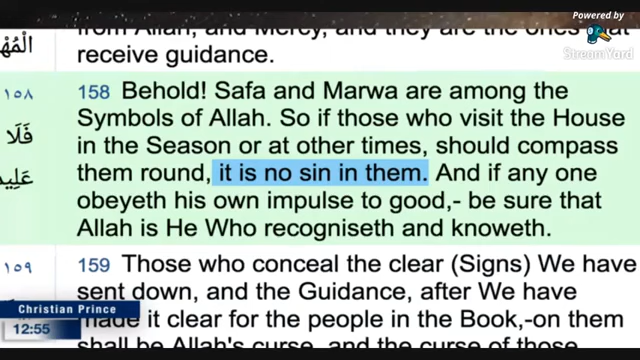 Powered by
StreamYard
from Allah, and Mercy, and they are the ones that
receive guidance.
١٥٨
158 Behold! Safa and Marwa are among the
Symbols of Allah. So if those who visit the House
فَلَا
in the Season or at other times, should compass
them round, it is no sin in them. And if any one
obeyeth his own impulse to good,- be sure that
Allah is He Who recogniseth and knoweth.
١٥٩
159 Those who conceal the clear (Signs) We have
sent down, and the Guidance, after We have
Christian Prince
made it clear for the people in the Book,-on them
12:55
shall be Allah's curse, and the curse of those